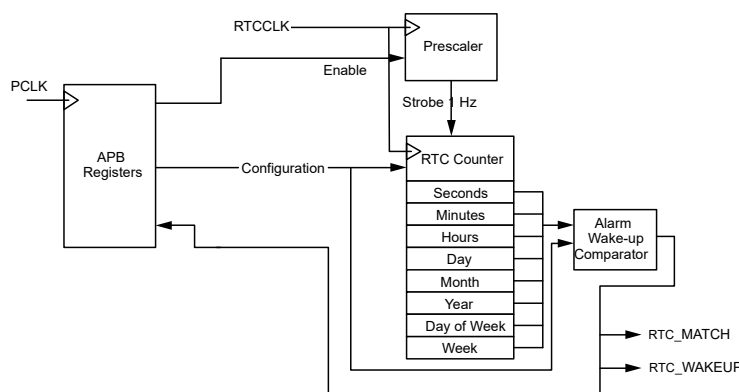 RTCCLK
Prescaler
Enable
PCLK
Strobe 1 Hz
APB
Registers
Configuration
RTC Counter
Seconds
Minutes
Hours
Day
Month
Year
Day of Week
Week
Alarm
Wake-up
Comparator
RTC_MATCH
RTC_WAKEUP